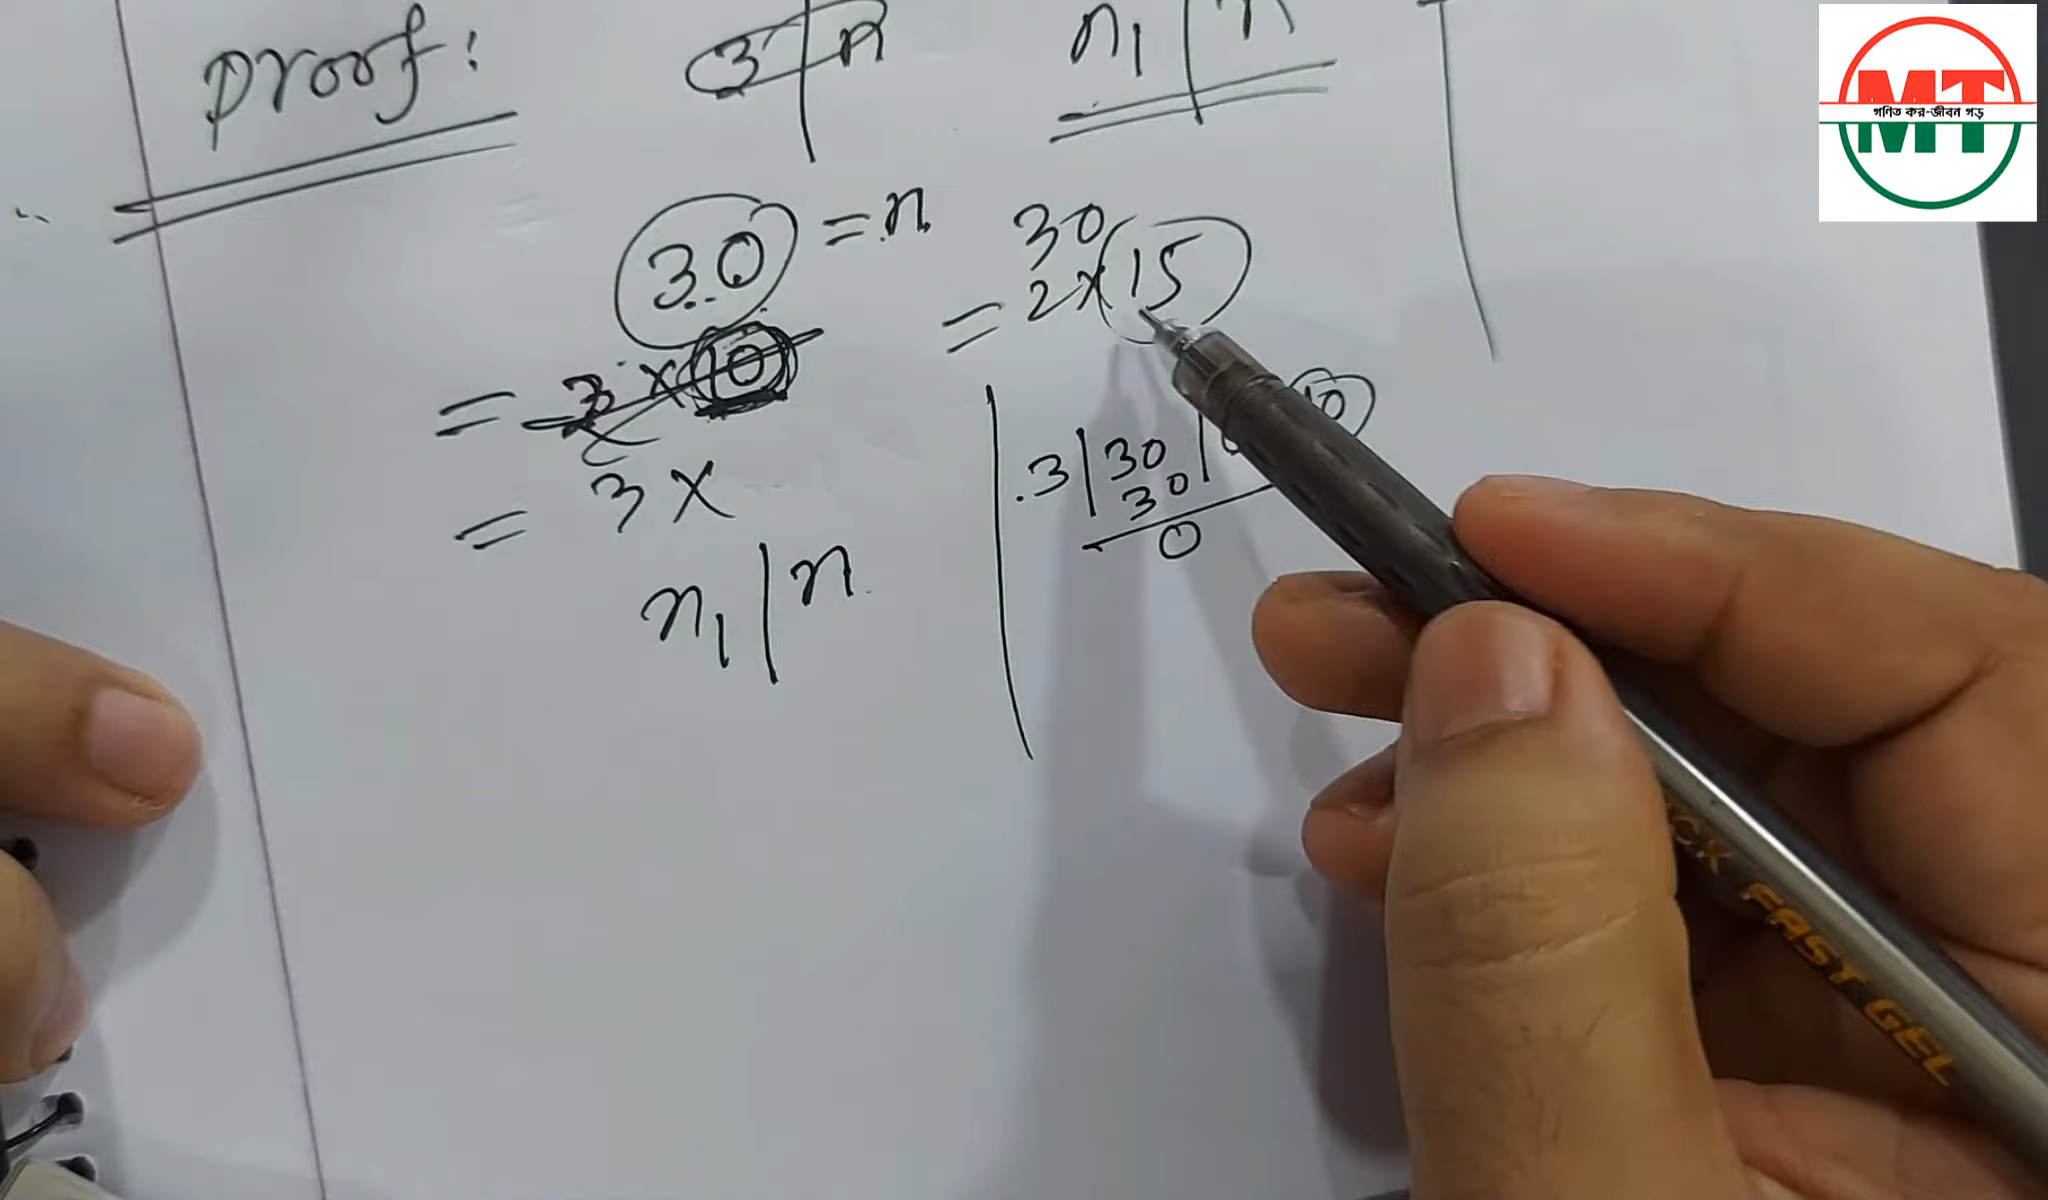 Proof:
3 | n
n₁ | n
30 = n
30
= 2×15
= 3 × 10
.3 | 30 | 10
30
0
= 3 ×
n₁ | n
MT
গণিত কর-জীবন গড়
FAST GEL